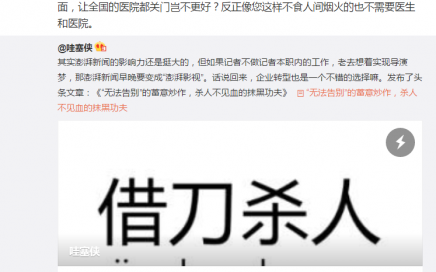 面，让全国的医院都关门岂不更好？反正像您这样不食人间烟火的也不需要医生
和医院。
@哇塞侠
其实澎湃新闻的影响力还是挺大的，但如果记者不做记者本职内的工作，老去想着实现导演
梦，那澎湃新闻早晚要变成“澎湃影视”。话说回来，企业转型也是一个不错的选择嘛。发布了头
条文章：《“无法告别”的蓄意炒作，杀人不见血的抹黑功夫》 “无法告别”的蓄意炒作，杀人
不见血的抹黑功夫
借刀杀人
哇塞侠